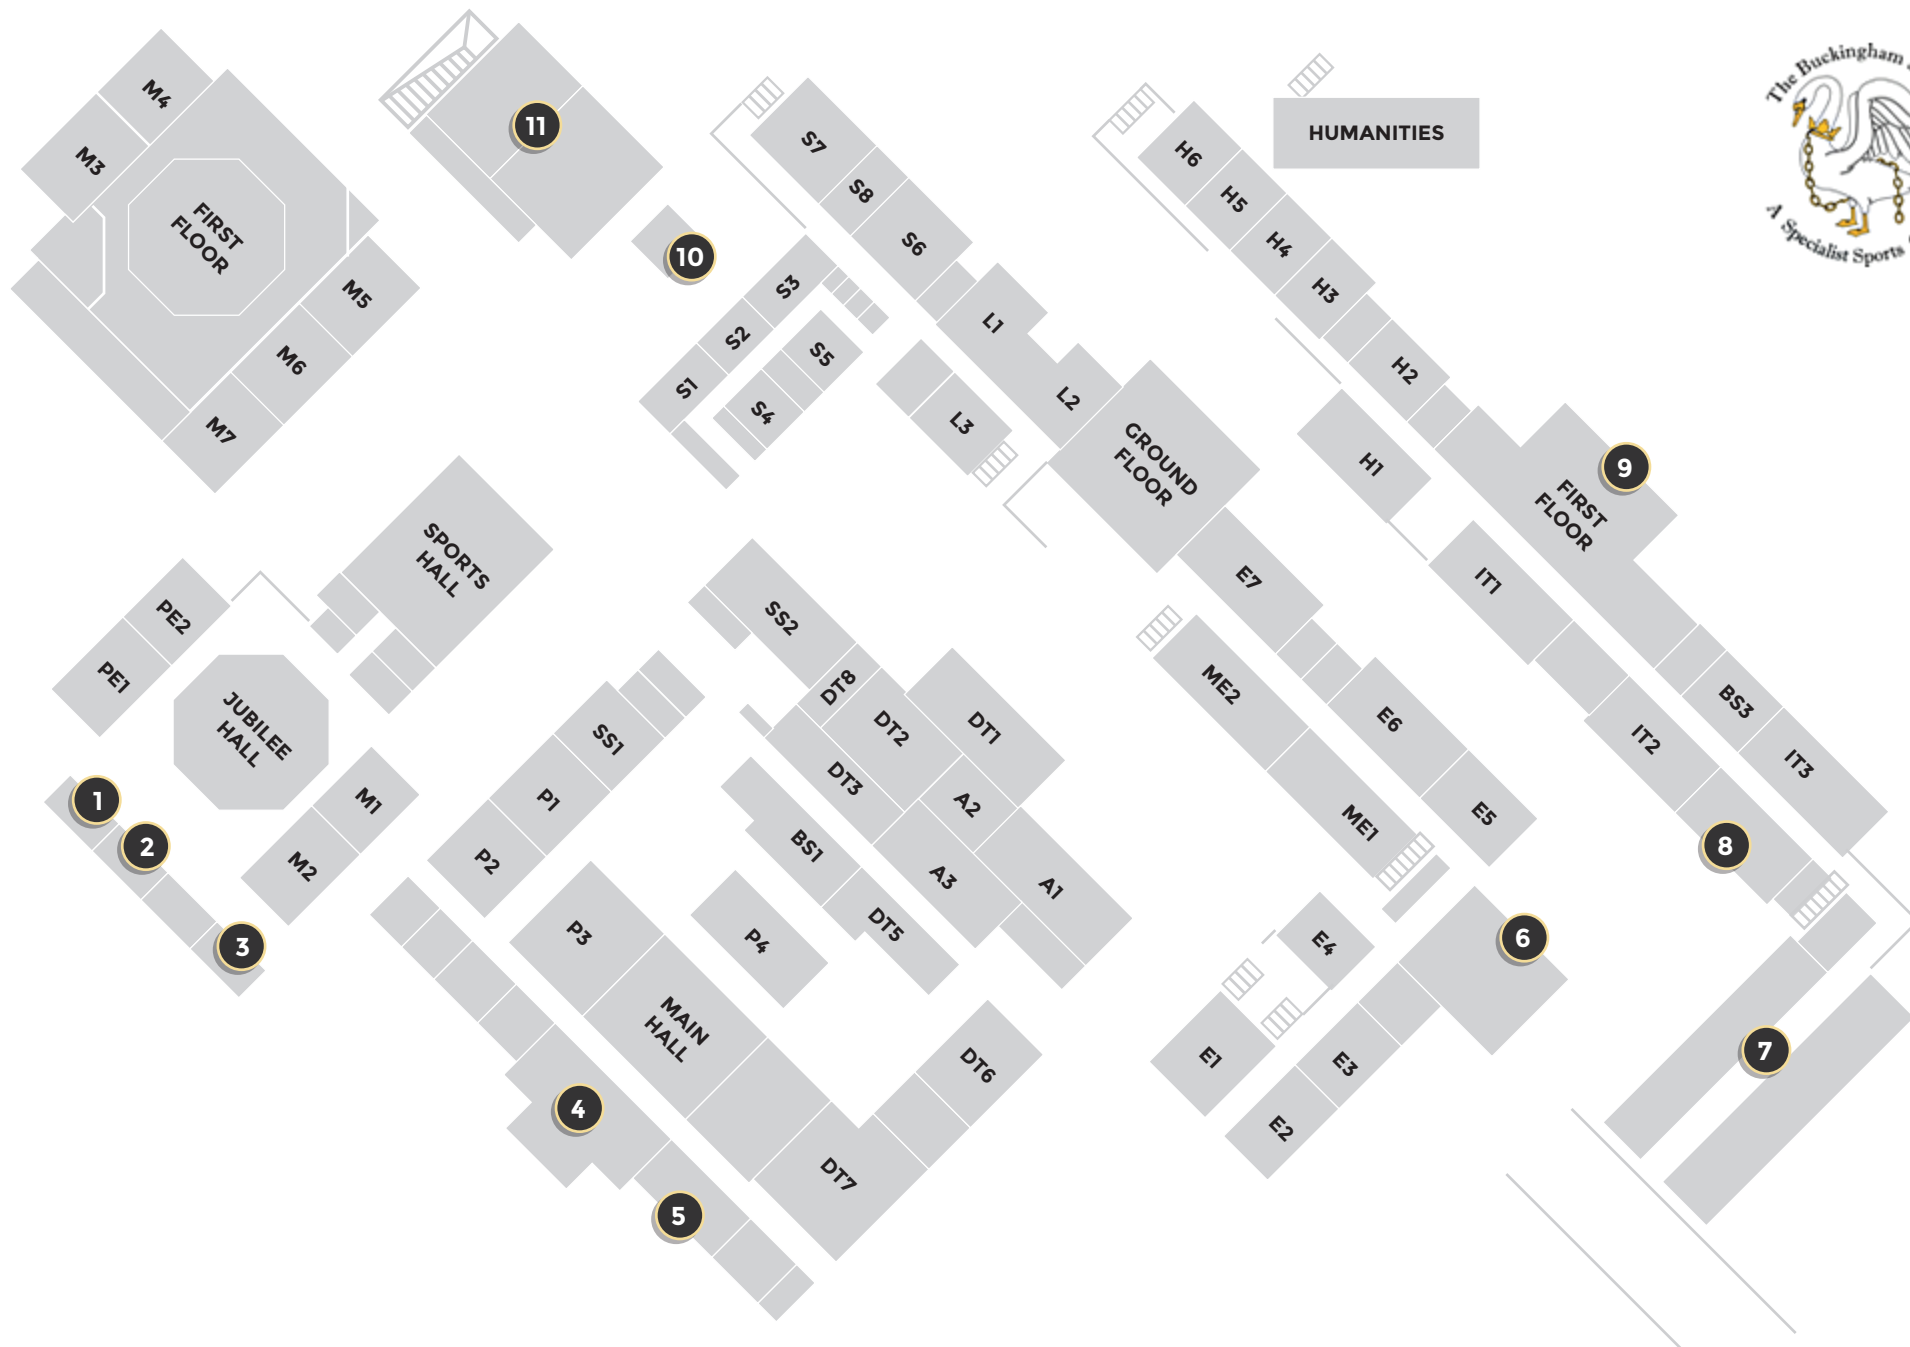 The Buckingham
A Specialist Sports
M4
M3
FIRST
FLOOR
M5
M6
M7
11
10
S7
S8
S6
S3
S2
S1
S5
S4
L1
L2
L3
GROUND
FLOOR
H6
H5
H4
H3
H2
H1
HUMANITIES
9
FIRST
FLOOR
IT1
IT2
BS3
IT3
8
7
E7
E6
E5
ME2
ME1
6
E4
E1
E3
E2
SPORTS
HALL
PE2
PE1
JUBILEE
HALL
1
2
3
M1
M2
SS2
SS1
P1
P2
DT8
DT2
DT1
DT3
A2
A3
A1
BS1
DT5
P4
P3
MAIN
HALL
DT6
DT7
4
5